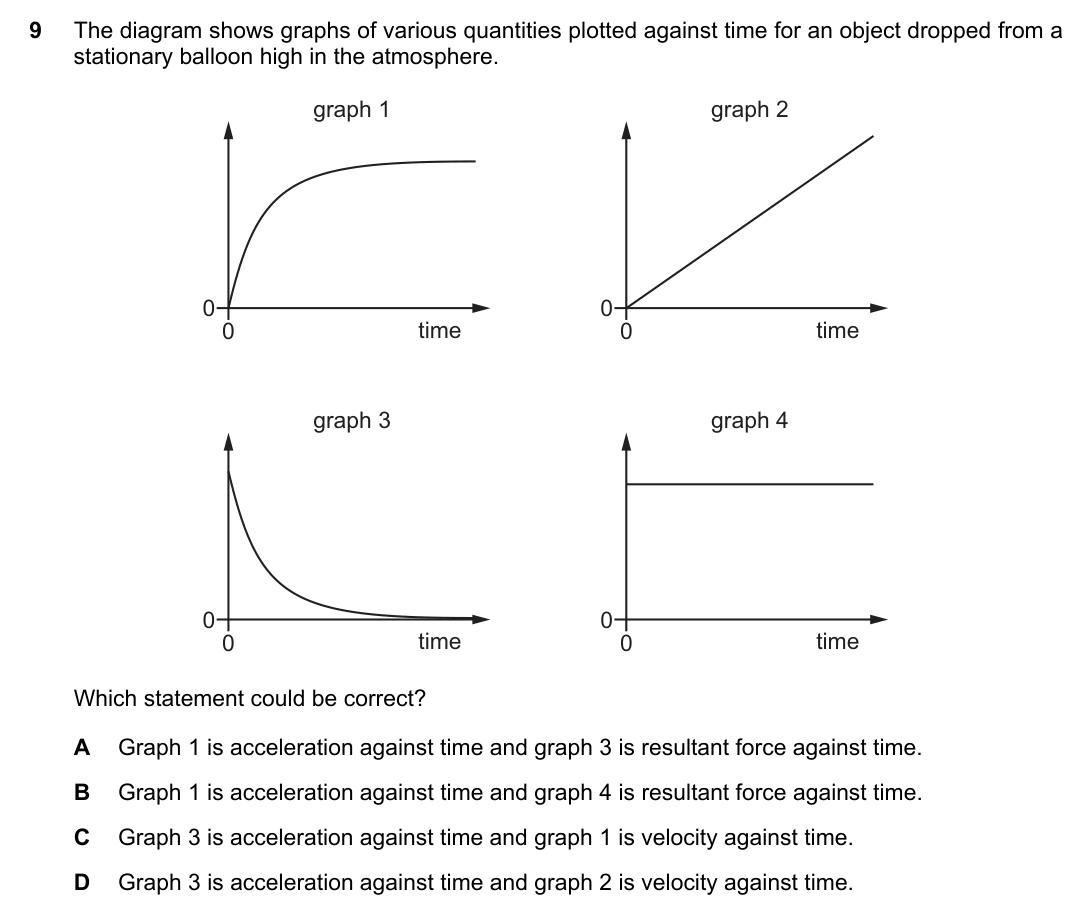 9 The diagram shows graphs of various quantities plotted against time for an object dropped from a
stationary balloon high in the atmosphere.
graph 1
graph 2
0
0
0
time
0
time
graph 3
graph 4
0
0
0
time
0
time
Which statement could be correct?
A Graph 1 is acceleration against time and graph 3 is resultant force against time.
B Graph 1 is acceleration against time and graph 4 is resultant force against time.
C Graph 3 is acceleration against time and graph 1 is velocity against time.
D Graph 3 is acceleration against time and graph 2 is velocity against time.